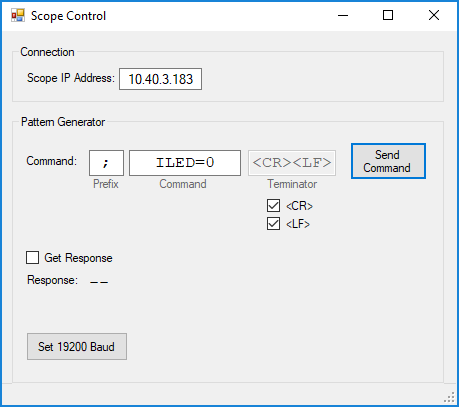 Scope Control
Connection
Scope IP Address: 10.40.3.183
Pattern Generator
Command: ; ILED=0 <CR><LF> Send Command
Prefix Command Terminator
<CR>
<LF>
Get Response
Response: --
Set 19200 Baud